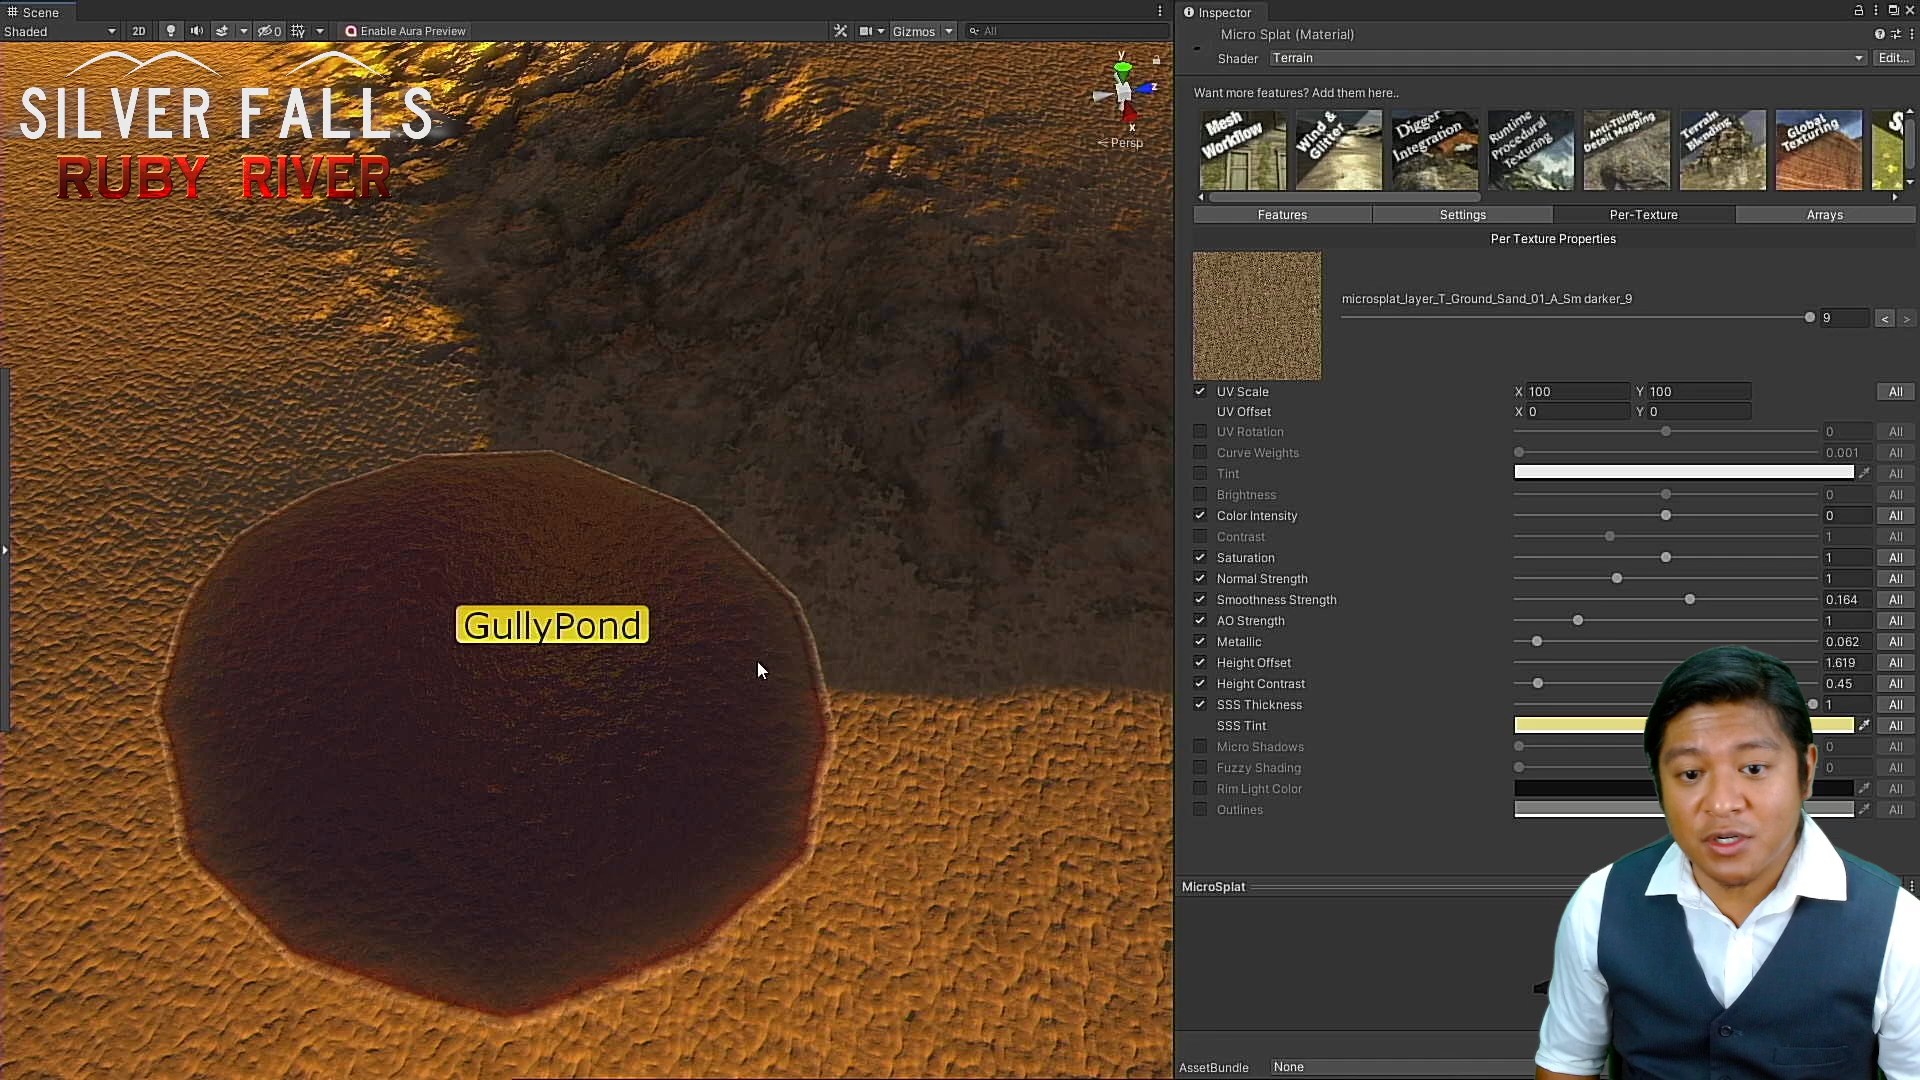 Scene
Shaded
2D
0
Enable Aura Preview
Gizmos
All
SILVER FALLS
RUBY RIVER
y
z
x
Persp
GullyPond
Inspector
Micro Splat (Material)
Shader Terrain Edit...
Want more features? Add them here..
Mesh Workflow
Wind & Glitter
Digger Integration
Runtime Procedural Texturing
Anti-Tiling, Detail Mapping
Terrain Blending
Global Texturing
Features Settings Per-Texture Arrays
Per Texture Properties
microsplat_layer_T_Ground_Sand_01_A_Sm darker_9
9 < >
UV Scale X 100 Y 100 All
UV Offset X 0 Y 0
UV Rotation 0 All
Curve Weights 0.001 All
Tint All
Brightness 0 All
Color Intensity 0 All
Contrast 1 All
Saturation 1 All
Normal Strength 1 All
Smoothness Strength 0.164 All
AO Strength 1 All
Metallic 0.062 All
Height Offset 1.619 All
Height Contrast 0.45 All
SSS Thickness 1 All
SSS Tint All
Micro Shadows 0 All
Fuzzy Shading 0 All
Rim Light Color All
Outlines All
MicroSplat
AssetBundle None